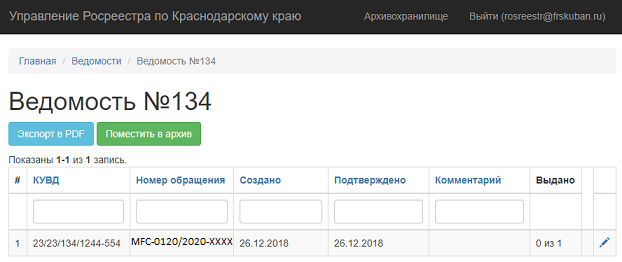 Управление Росреестра по Краснодарскому краю Архивохранилище Выйти (rosreestr@frskuban.ru)
Главная / Ведомости / Ведомость №134
Ведомость №134
Экспорт в PDF Поместить в архив
Показаны 1-1 из 1 запись.
# КУВД Номер обращения Создано Подтверждено Комментарий Выдано
1 23/23/134/1244-554 MFC-0120/2020-XXXX 26.12.2018 26.12.2018 0 из 1